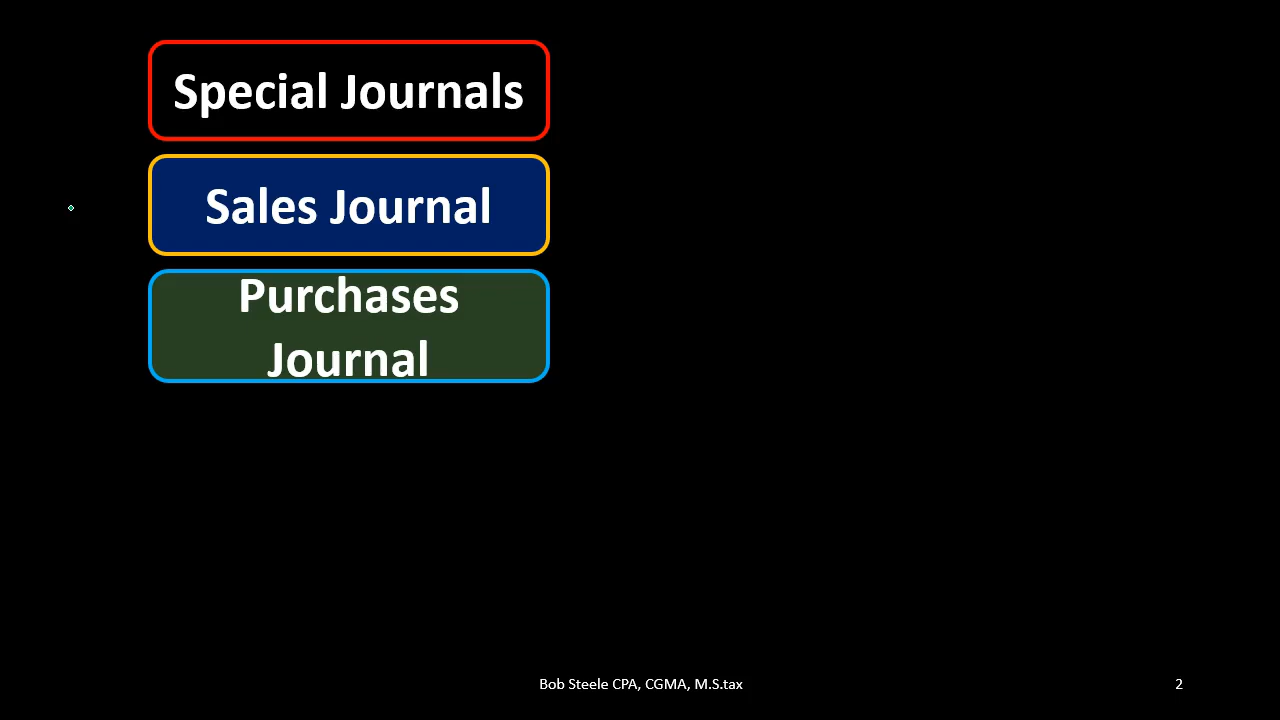 Special Journals
Sales Journal
Purchases
Journal
Bob Steele CPA, CGMA, M.S.tax
2